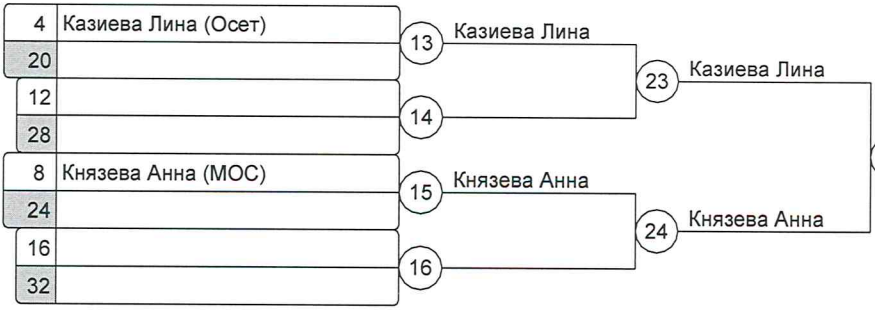 4 Казиева Лина (Осет)
13 Казиева Лина
20
23 Казиева Лина
12
14
28
8 Князева Анна (МОС)
15 Князева Анна
24
24 Князева Анна
16
16
32